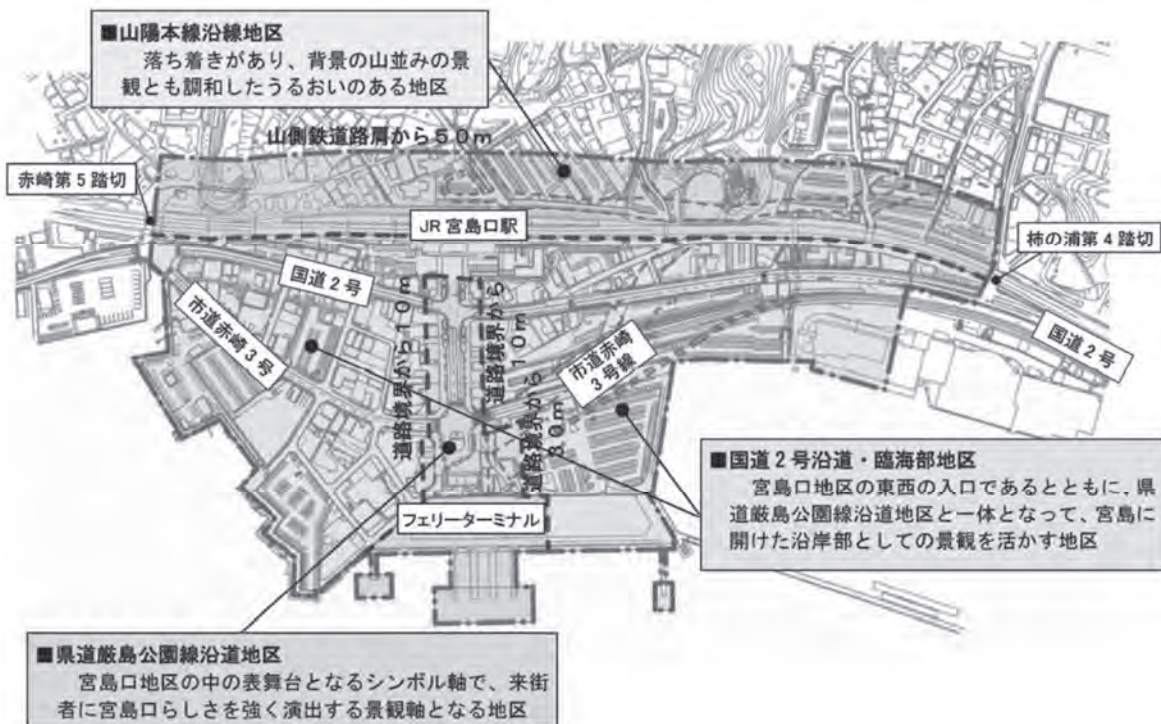 ■山陽本線沿線地区
落ち着きがあり、背景の山並みの景
観とも調和したうるおいのある地区
山側鉄道路肩から50m
赤崎第5踏切
JR宮島口駅
柿の浦第4踏切
国道2号
市道赤崎3号
道路境界から10m
道路境界から
10m
市道赤崎
3号線
国道2号
道路境界から
30m
■国道2号沿道・臨海部地区
宮島口地区の東西の入口であるとともに、県
道厳島公園線沿道地区と一体となって、宮島に
開けた沿岸部としての景観を活かす地区
フェリーターミナル
■県道厳島公園線沿道地区
宮島口地区の中の表舞台となるシンボル軸で、来街
者に宮島口らしさを強く演出する景観軸となる地区